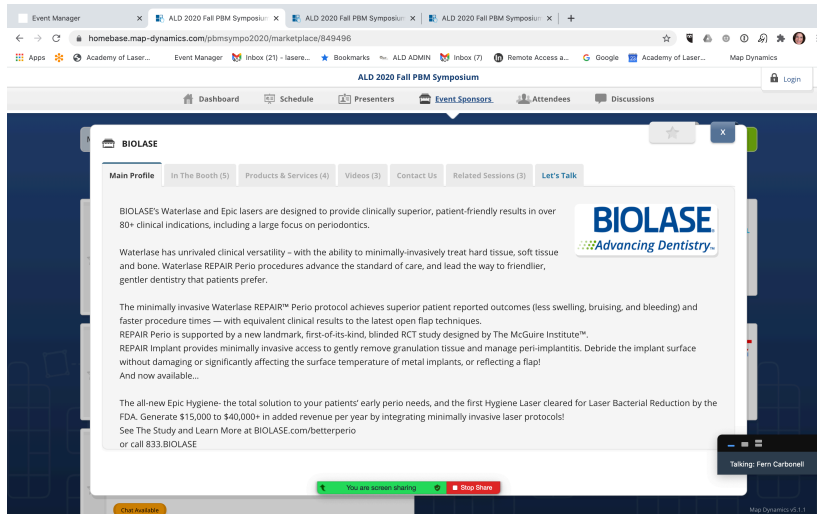 Event Manager
ALD 2020 Fall PBM Symposium
ALD 2020 Fall PBM Symposium
ALD 2020 Fall PBM Symposium
homebase.map-dynamics.com/pbmsympo2020/marketplace/849496
Apps
Academy of Laser...
Event Manager
Inbox (21) - lasere...
Bookmarks
ALD ADMIN
Inbox (7)
Remote Access a...
Google
Academy of Laser...
Map Dynamics
ALD 2020 Fall PBM Symposium
Login
Dashboard
Schedule
Presenters
Event Sponsors
Attendees
Discussions
BIOLASE
X
Main Profile
In The Booth (5)
Products & Services (4)
Videos (3)
Contact Us
Related Sessions (3)
Let's Talk
BIOLASE's Waterlase and Epic lasers are designed to provide clinically superior, patient-friendly results in over
80+ clinical indications, including a large focus on periodontics.
BIOLASE.
Advancing Dentistry™
Waterlase has unrivaled clinical versatility – with the ability to minimally-invasively treat hard tissue, soft tissue
and bone. Waterlase REPAIR Perio procedures advance the standard of care, and lead the way to friendlier,
gentler dentistry that patients prefer.
The minimally invasive Waterlase REPAIR™ Perio protocol achieves superior patient reported outcomes (less swelling, bruising, and bleeding) and
faster procedure times — with equivalent clinical results to the latest open flap techniques.
REPAIR Perio is supported by a new landmark, first-of-its-kind, blinded RCT study designed by The McGuire Institute™.
REPAIR Implant provides minimally invasive access to gently remove granulation tissue and manage peri-implantitis. Debride the implant surface
without damaging or significantly affecting the surface temperature of metal implants, or reflecting a flap!
And now available...
The all-new Epic Hygiene- the total solution to your patients' early perio needs, and the first Hygiene Laser cleared for Laser Bacterial Reduction by the
FDA. Generate $15,000 to $40,000+ in added revenue per year by integrating minimally invasive laser protocols!
See The Study and Learn More at BIOLASE.com/betterperio
or call 833.BIOLASE
Talking: Fern Carbonell
You are screen sharing
Stop Share
Chat Available
Map Dynamics v5.1.1